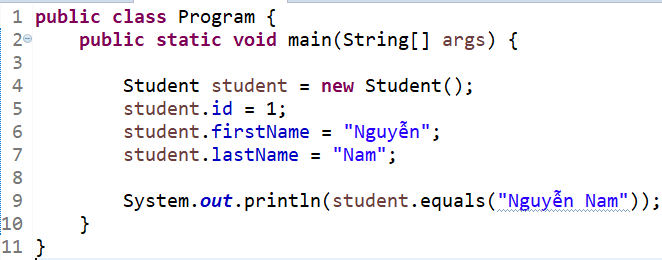 1 public class Program {
2 public static void main(String[] args) {
3
4 Student student = new Student();
5 student.id = 1;
6 student.firstName = "Nguyễn";
7 student.lastName = "Nam";
8
9 System.out.println(student.equals("Nguyễn Nam"));
10 }
11 }